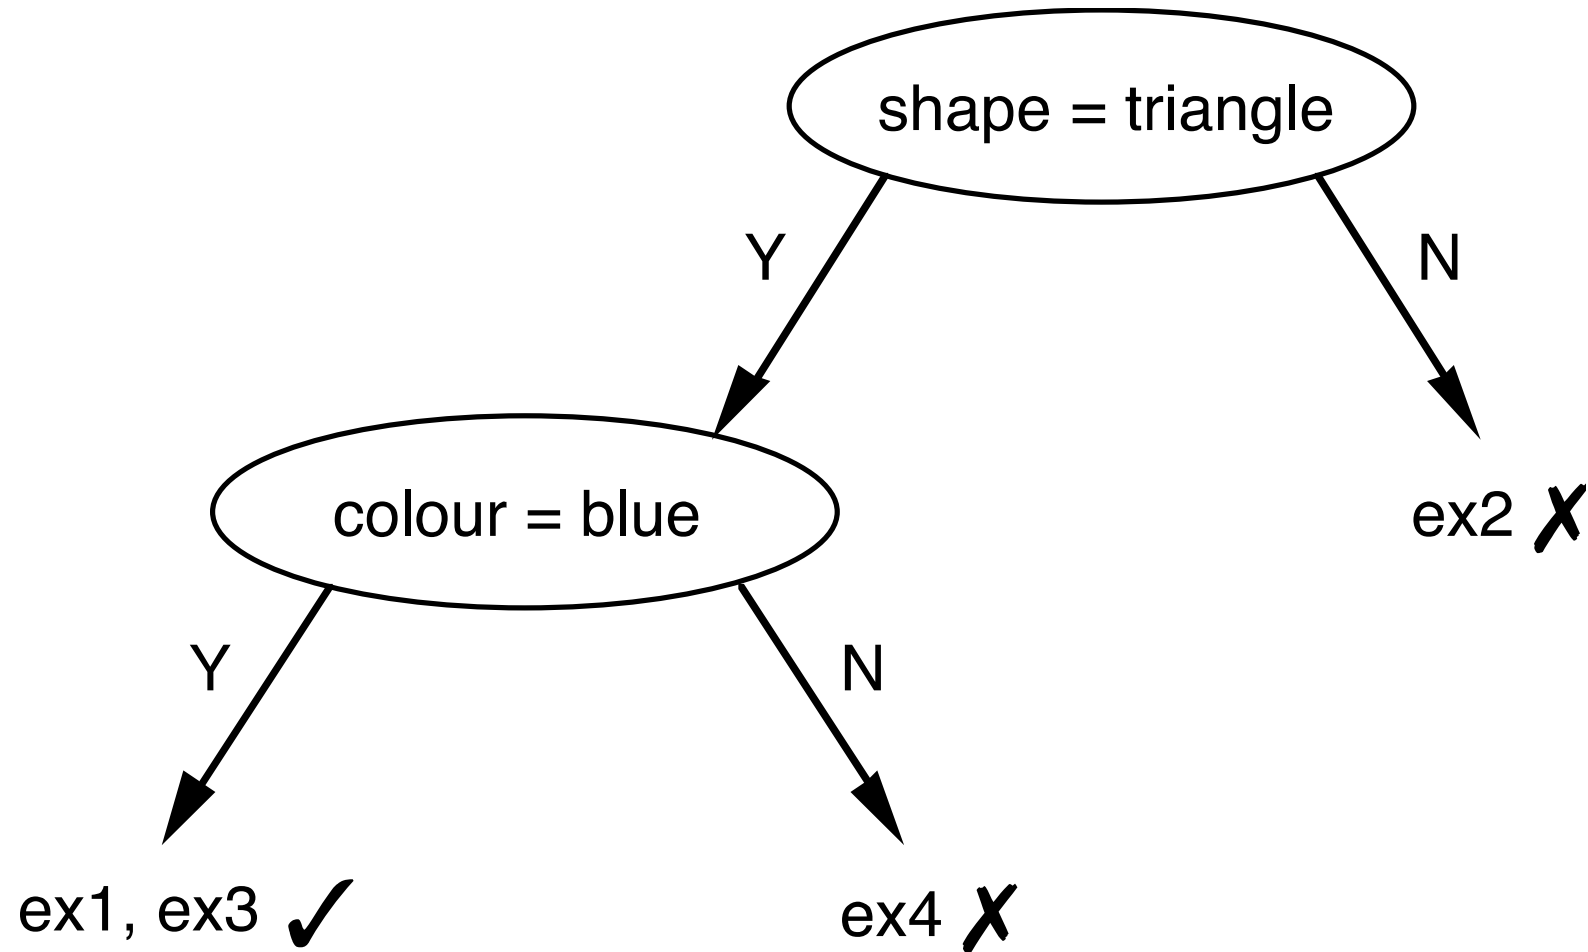 shape = triangle
Y
N
colour = blue
ex2 ✗
Y
N
ex1, ex3 ✓
ex4 ✗